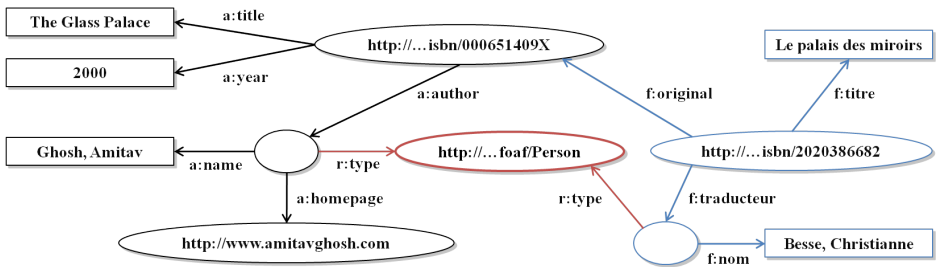 The Glass Palace
a:title
http://…isbn/000651409X
Le palais des miroirs
2000
a:year
a:author
f:original
f:titre
Ghosh, Amitav
a:name
r:type
http://…foaf/Person
http://…isbn/2020386682
a:homepage
r:type
f:traducteur
http://www.amitavghosh.com
f:nom
Besse, Christianne